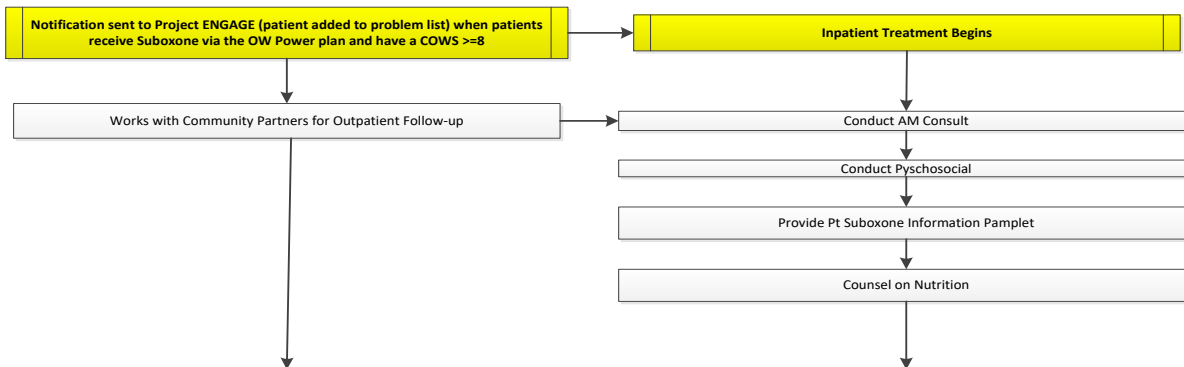 Notification sent to Project ENGAGE (patient added to problem list) when patients
receive Suboxone via the OW Power plan and have a COWS >=8
Inpatient Treatment Begins
Works with Community Partners for Outpatient Follow-up
Conduct AM Consult
Conduct Pyschosocial
Provide Pt Suboxone Information Pamplet
Counsel on Nutrition